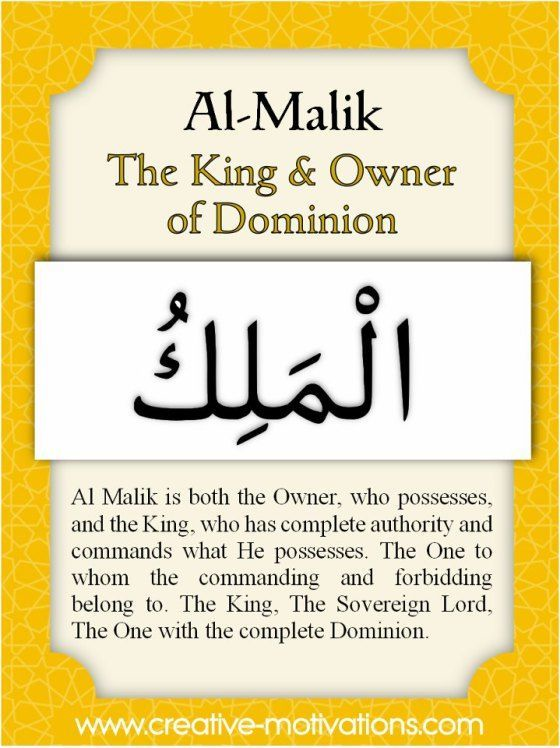 Al-Malik
The King & Owner
of Dominion
الْمَلِكُ
Al Malik is both the Owner, who possesses,
and the King, who has complete authority and
commands what He possesses. The One to
whom the commanding and forbidding
belong to. The King, The Sovereign Lord,
The One with the complete Dominion.
www.creative-motivations.com